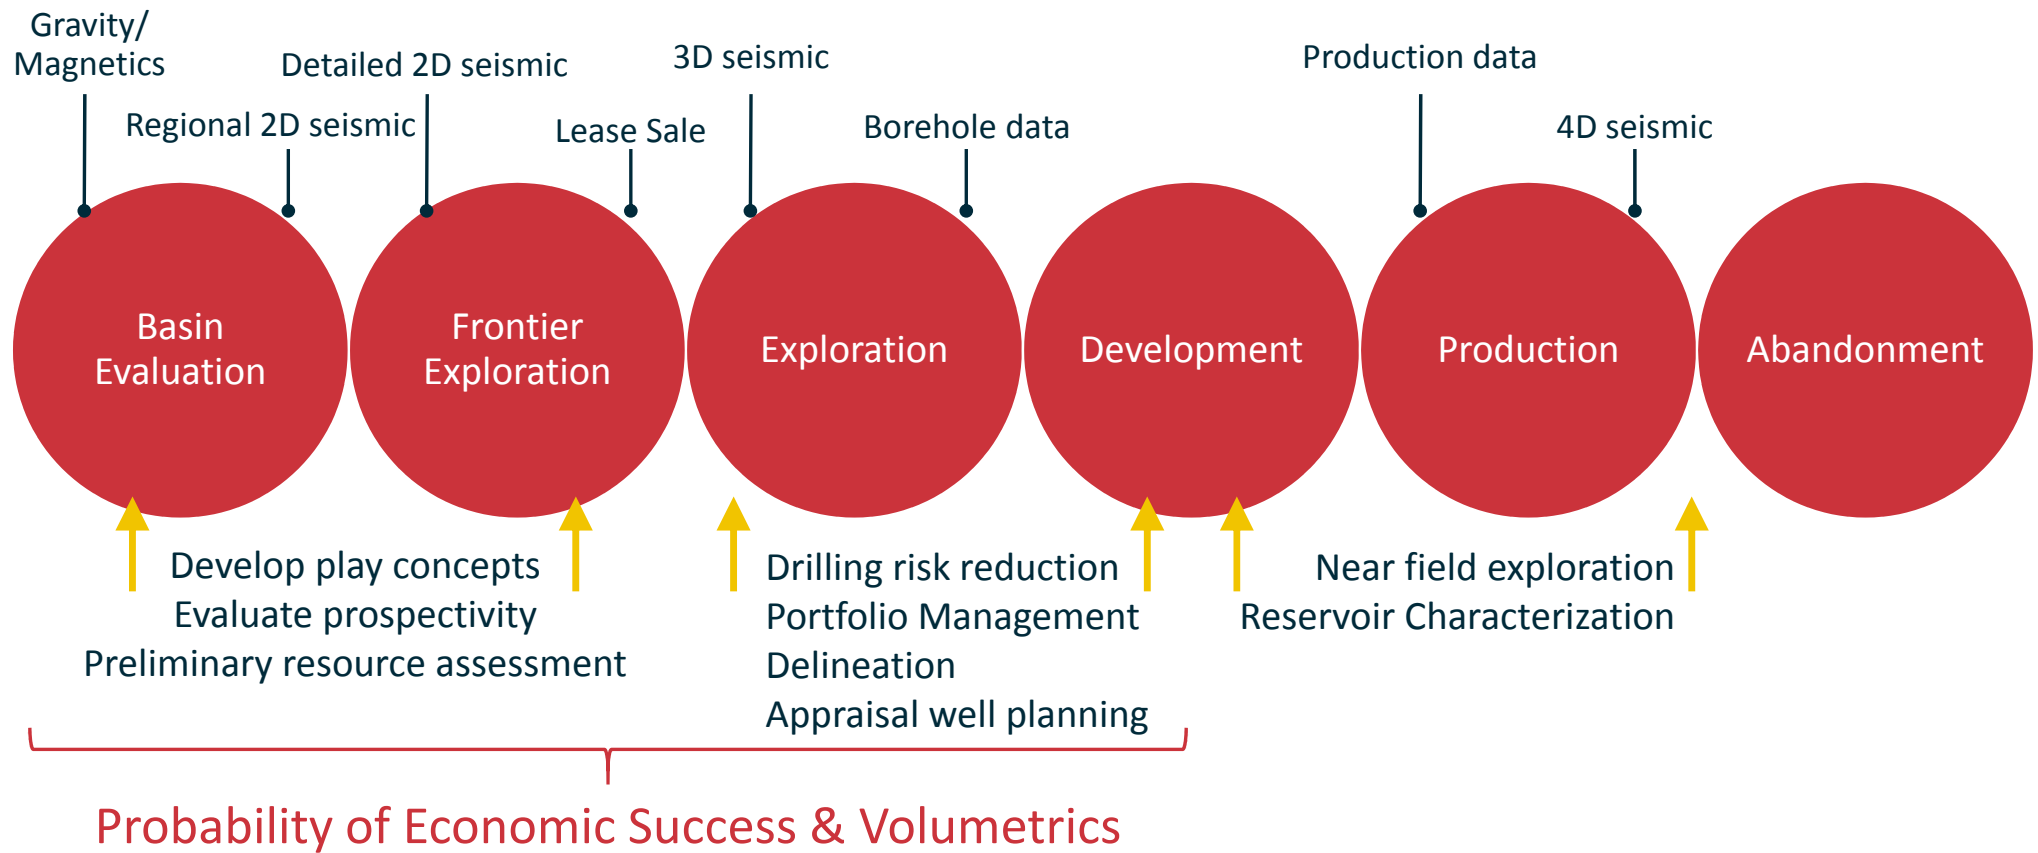 Gravity/
Magnetics
Regional 2D seismic
Detailed 2D seismic
Lease Sale
3D seismic
Borehole data
Production data
4D seismic
Basin
Evaluation
Frontier
Exploration
Exploration
Development
Production
Abandonment
Develop play concepts
Evaluate prospectivity
Preliminary resource assessment
Drilling risk reduction
Portfolio Management
Delineation
Appraisal well planning
Near field exploration
Reservoir Characterization
Probability of Economic Success & Volumetrics